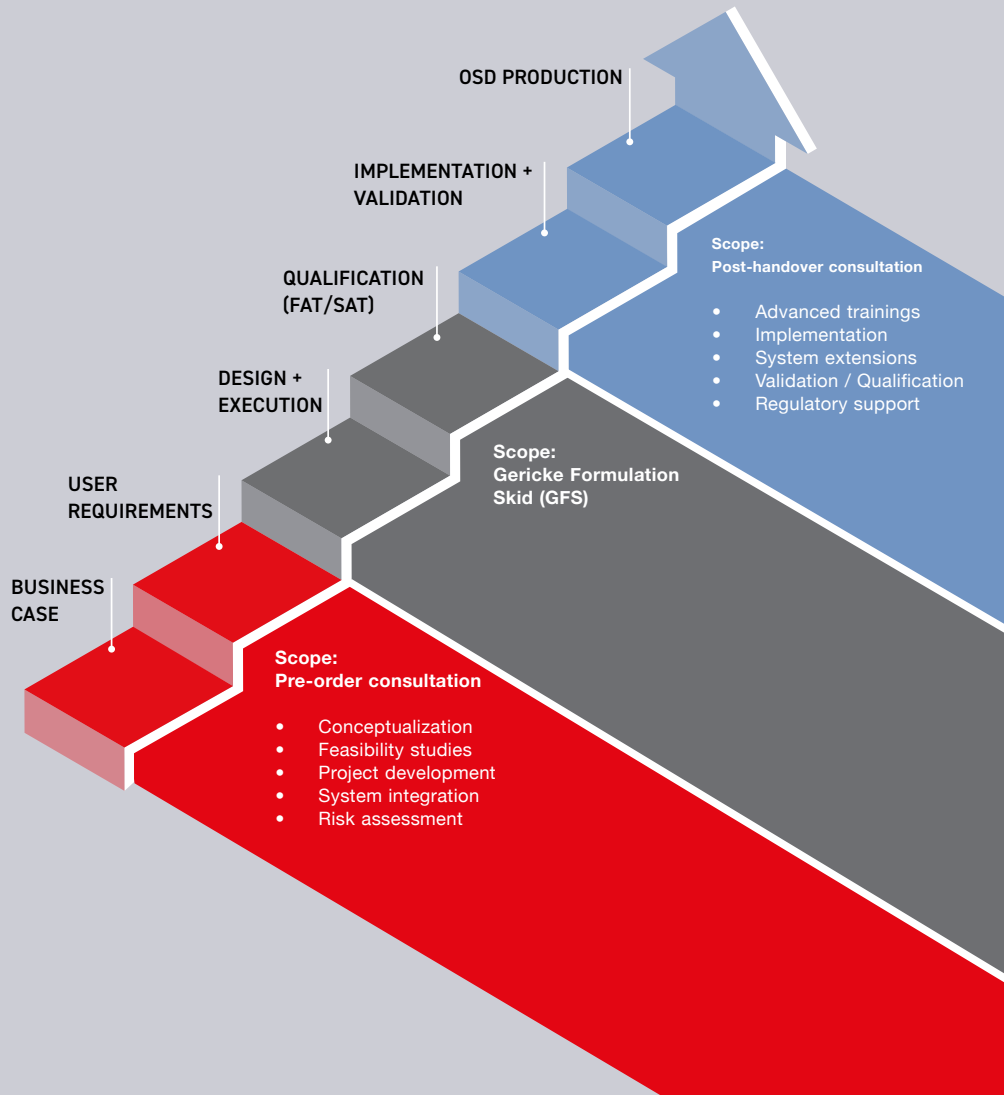 OSD PRODUCTION
IMPLEMENTATION +
VALIDATION
QUALIFICATION
(FAT/SAT)
DESIGN +
EXECUTION
USER
REQUIREMENTS
BUSINESS
CASE
Scope:
Post-handover consultation
• Advanced trainings
• Implementation
• System extensions
• Validation / Qualification
• Regulatory support
Scope:
Gericke Formulation
Skid (GFS)
Scope:
Pre-order consultation
• Conceptualization
• Feasibility studies
• Project development
• System integration
• Risk assessment